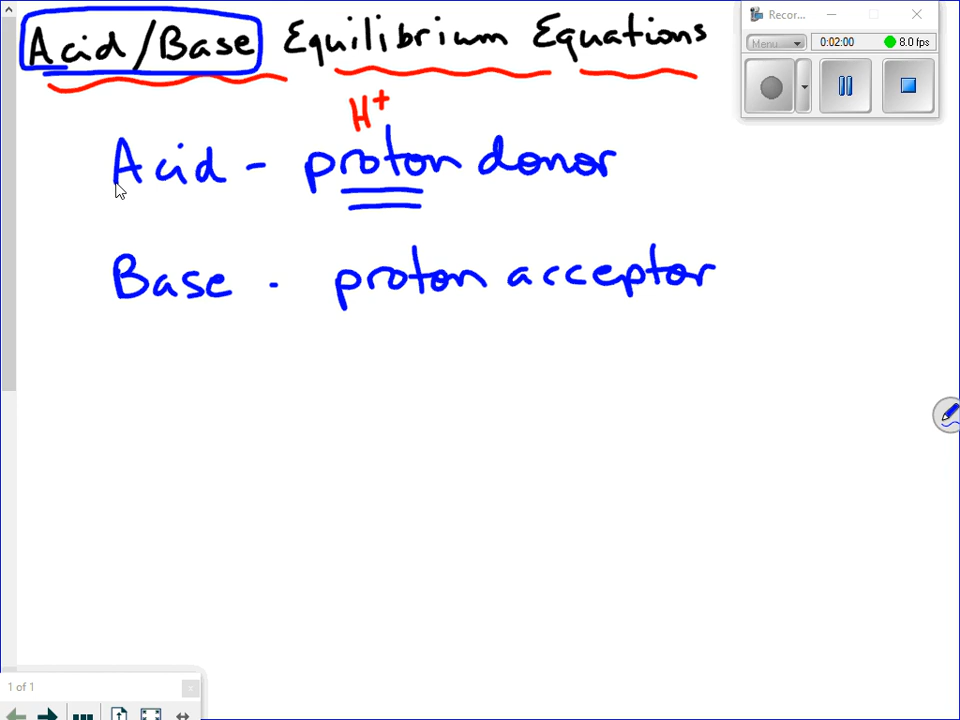 Acid/Base Equilibrium Equations
Recor...
Menu
0:02:00
8.0 fps
H+
Acid - proton donor
Base . proton acceptor
1 of 1